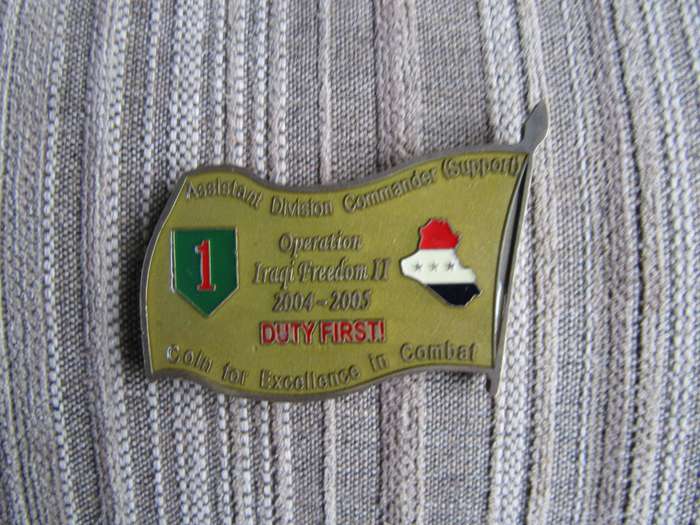 Assistant Division Commander (Support)
Operation
Iraqi Freedom II
2004-2005
1
DUTY FIRST!
Coin for Excellence in Combat